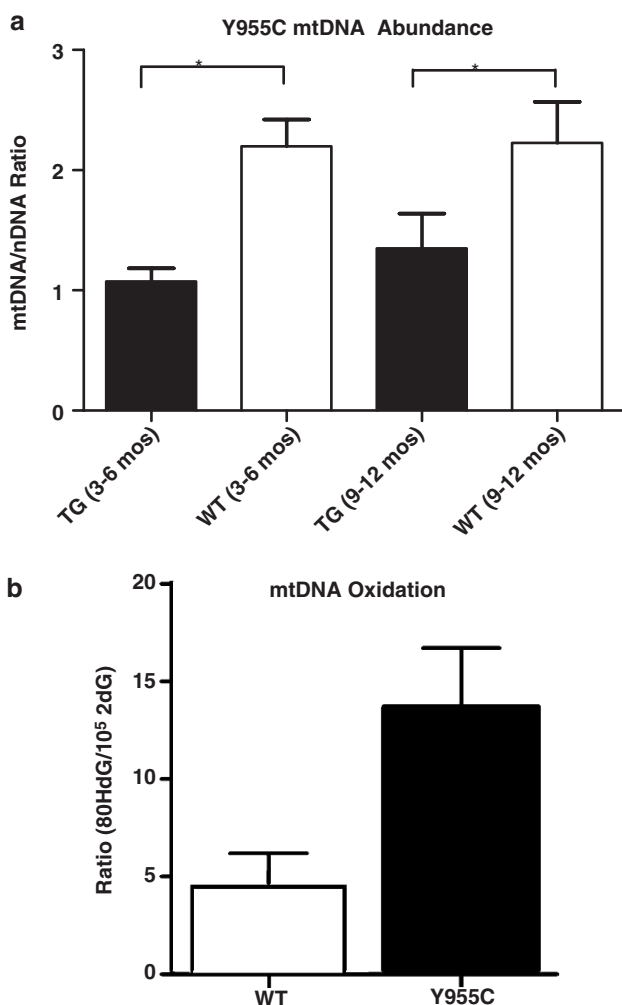 a
Y955C mtDNA Abundance
3
2
1
0
mtDNA/nDNA Ratio
*
*
TG (3-6 mos)
WT (3-6 mos)
TG (9-12 mos)
WT (9-12 mos)
b
mtDNA Oxidation
20
15
10
5
0
Ratio (80HdG/10⁵ 2dG)
WT
Y955C